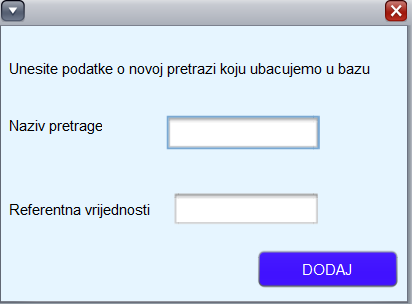 Unesite podatke o novoj pretrazi koju ubacujemo u bazu
Naziv pretrage
Referentna vrijednosti
DODAJ